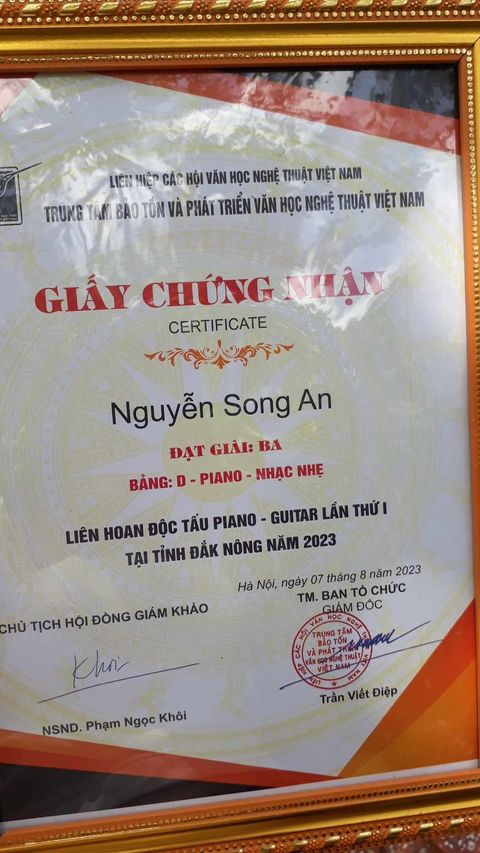 LIÊN HIỆP CÁC HỘI VĂN HỌC NGHỆ THUẬT VIỆT NAM
TRUNG TÂM BẢO TỒN VÀ PHÁT TRIỂN VĂN HỌC NGHỆ THUẬT VIỆT NAM
GIẤY CHỨNG NHẬN
CERTIFICATE
Nguyễn Song An
ĐẠT GIẢI: BA
BẢNG: D - PIANO - NHẠC NHẸ
LIÊN HOAN ĐỘC TẤU PIANO - GUITAR LẦN THỨ I
TẠI TỈNH ĐẮK NÔNG NĂM 2023
Hà Nội, ngày 07 tháng 8 năm 2023
TM. BAN TỔ CHỨC
GIÁM ĐỐC
CHỦ TỊCH HỘI ĐỒNG GIÁM KHẢO
TRUNG TÂM
BẢO TỒN
VÀ PHÁT TRIỂN
VĂN HỌC NGHỆ THUẬT
VIỆT NAM
Khôi
Trần Viết Điệp
NSND. Phạm Ngọc Khôi